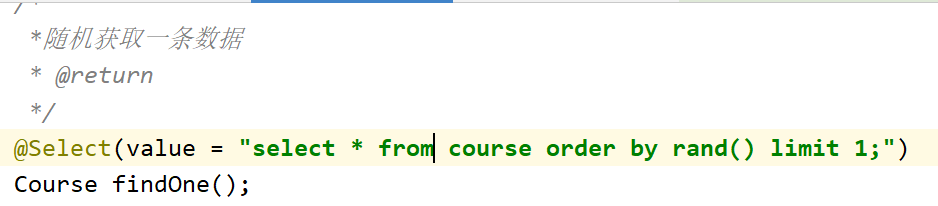 /*
*随机获取一条数据
* @return
*/
@Select(value = "select * from course order by rand() limit 1;")
Course findOne();